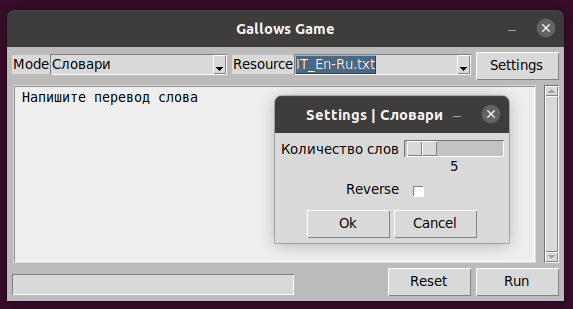 Gallows Game
Mode Словари Resource IT_En-Ru.txt Settings
Напишите перевод слова
Settings | Словари
Количество слов
5
Reverse
Ok Cancel
Reset Run